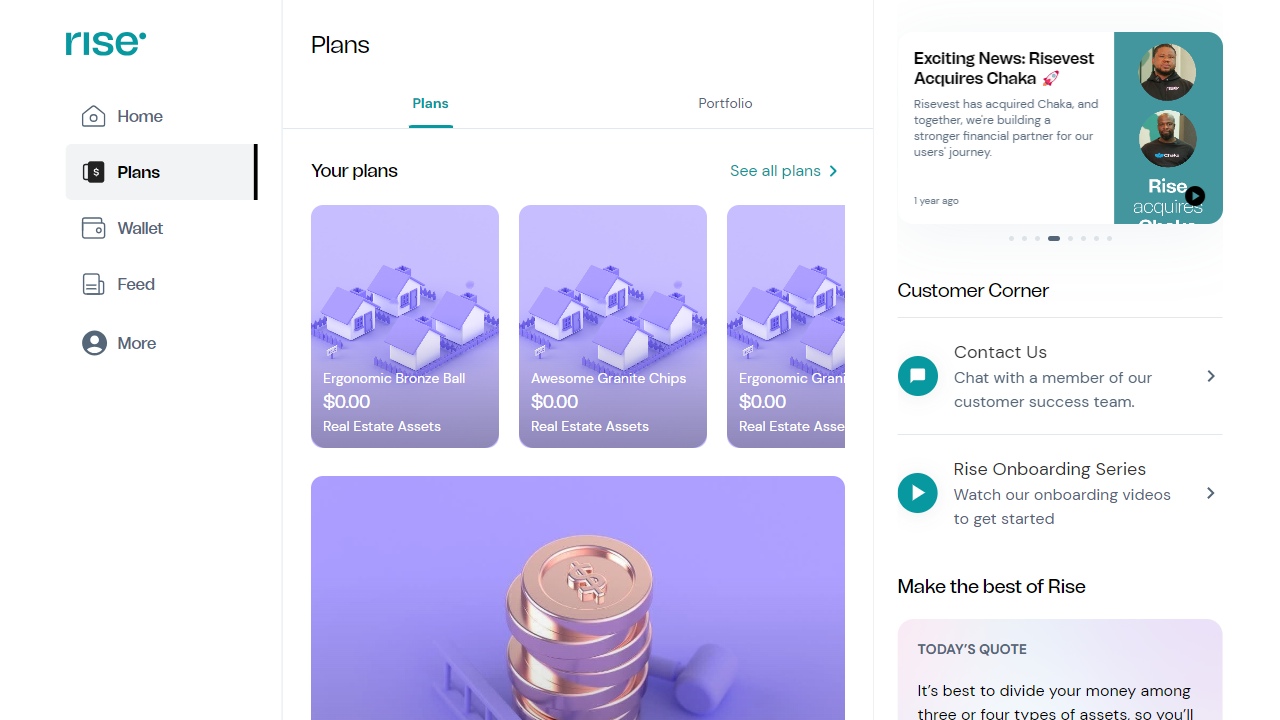 rise
Home
Plans
Wallet
Feed
More
Plans
Plans
Portfolio
Your plans
See all plans
Ergonomic Bronze Ball
$0.00
Real Estate Assets
Awesome Granite Chips
$0.00
Real Estate Assets
Ergonomic Grani
$0.00
Real Estate Asse
Exciting News: Risevest
Acquires Chaka 🚀
Risevest has acquired Chaka, and
together, we're building a
stronger financial partner for our
users' journey.
1 year ago
Rise
acquires
Chaka
Customer Corner
Contact Us
Chat with a member of our
customer success team.
Rise Onboarding Series
Watch our onboarding videos
to get started
Make the best of Rise
TODAY'S QUOTE
It's best to divide your money among
three or four types of assets, so you'll